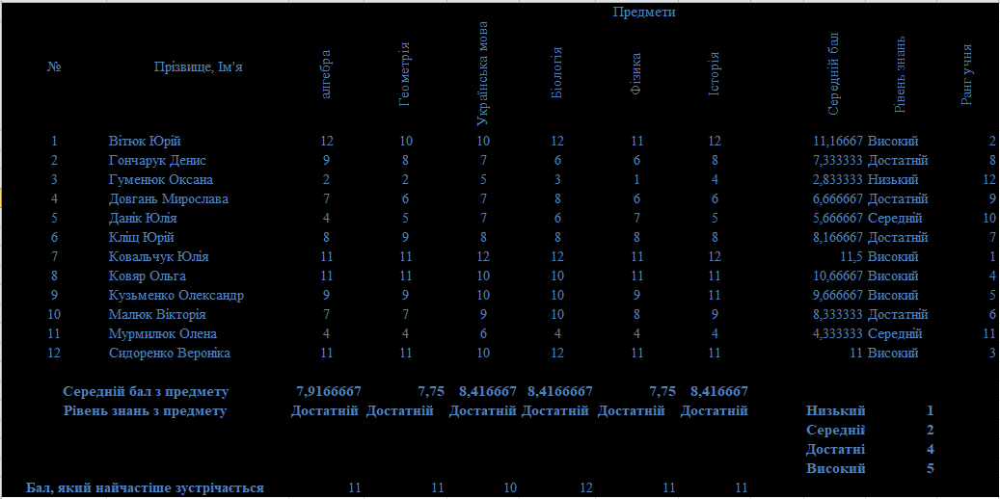 Предмети
№ Прізвище, Ім'я алгебра Геометрія Українська мова Біологія Фізика Історія Середній бал Рівень знань Ранг учня
1 Вітюк Юрій 12 10 10 12 11 12 11,16667 Високий 2
2 Гончарук Денис 9 8 7 6 6 8 7,333333 Достатній 8
3 Гуменюк Оксана 2 2 5 3 1 4 2,833333 Низький 12
4 Довгань Мирослава 7 6 7 8 6 6 6,666667 Достатній 9
5 Данік Юлія 4 5 7 6 7 5 5,666667 Середній 10
6 Кліщ Юрій 8 9 8 8 8 8 8,166667 Достатній 7
7 Ковальчук Юлія 11 11 12 12 11 12 11,5 Високий 1
8 Ковяр Ольга 11 11 10 10 11 11 10,66667 Високий 4
9 Кузьменко Олександр 9 9 10 10 9 11 9,666667 Високий 5
10 Малюк Вікторія 7 7 9 10 8 9 8,333333 Достатній 6
11 Мурмилюк Олена 4 4 6 4 4 4 4,333333 Середній 11
12 Сидоренко Вероніка 11 11 10 12 11 11 11 Високий 3
Середній бал з предмету 7,9166667 7,75 8,416667 8,4166667 7,75 8,416667
Рівень знань з предмету Достатній Достатній Достатній Достатній Достатній Достатній Низький 1
Середній 2
Достатні 4
Високий 5
Бал, який найчастіше зустрічається 11 11 10 12 11 11